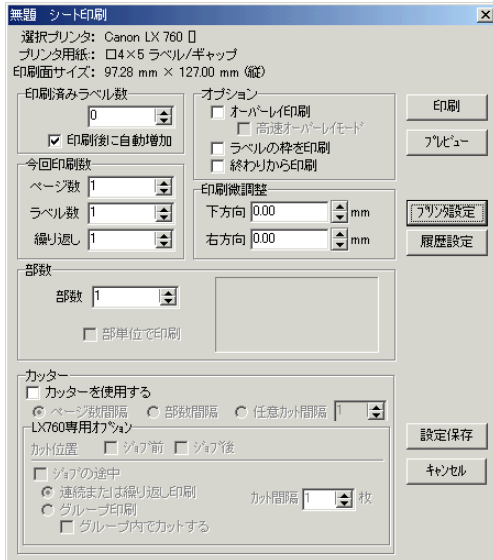 無題 シート印刷
選択プリンタ: Canon LX 760 口
プリンタ用紙: ロ4×5 ラベル/ギャップ
印刷面サイズ: 97.28 mm × 127.00 mm (縦)
印刷済みラベル数
0
印刷後に自動増加
オプション
オーバーレイ印刷
高速オーバーレイモード
ラベルの枠を印刷
終わりから印刷
印刷
プレビュー
今回印刷数
ページ数 1
ラベル数 1
繰り返し 1
印刷微調整
下方向 0.00 mm
右方向 0.00 mm
プリンタ設定
履歴設定
部数
部数 1
部単位で印刷
カッター
カッターを使用する
ページ数間隔 部数間隔 任意カット間隔 1
LX760専用オプション
カット位置 ジョブ前 ジョブ後
ジョブの途中
連続または繰り返し印刷
カット間隔 1 枚
グループ印刷
グループ内でカットする
設定保存
キャンセル